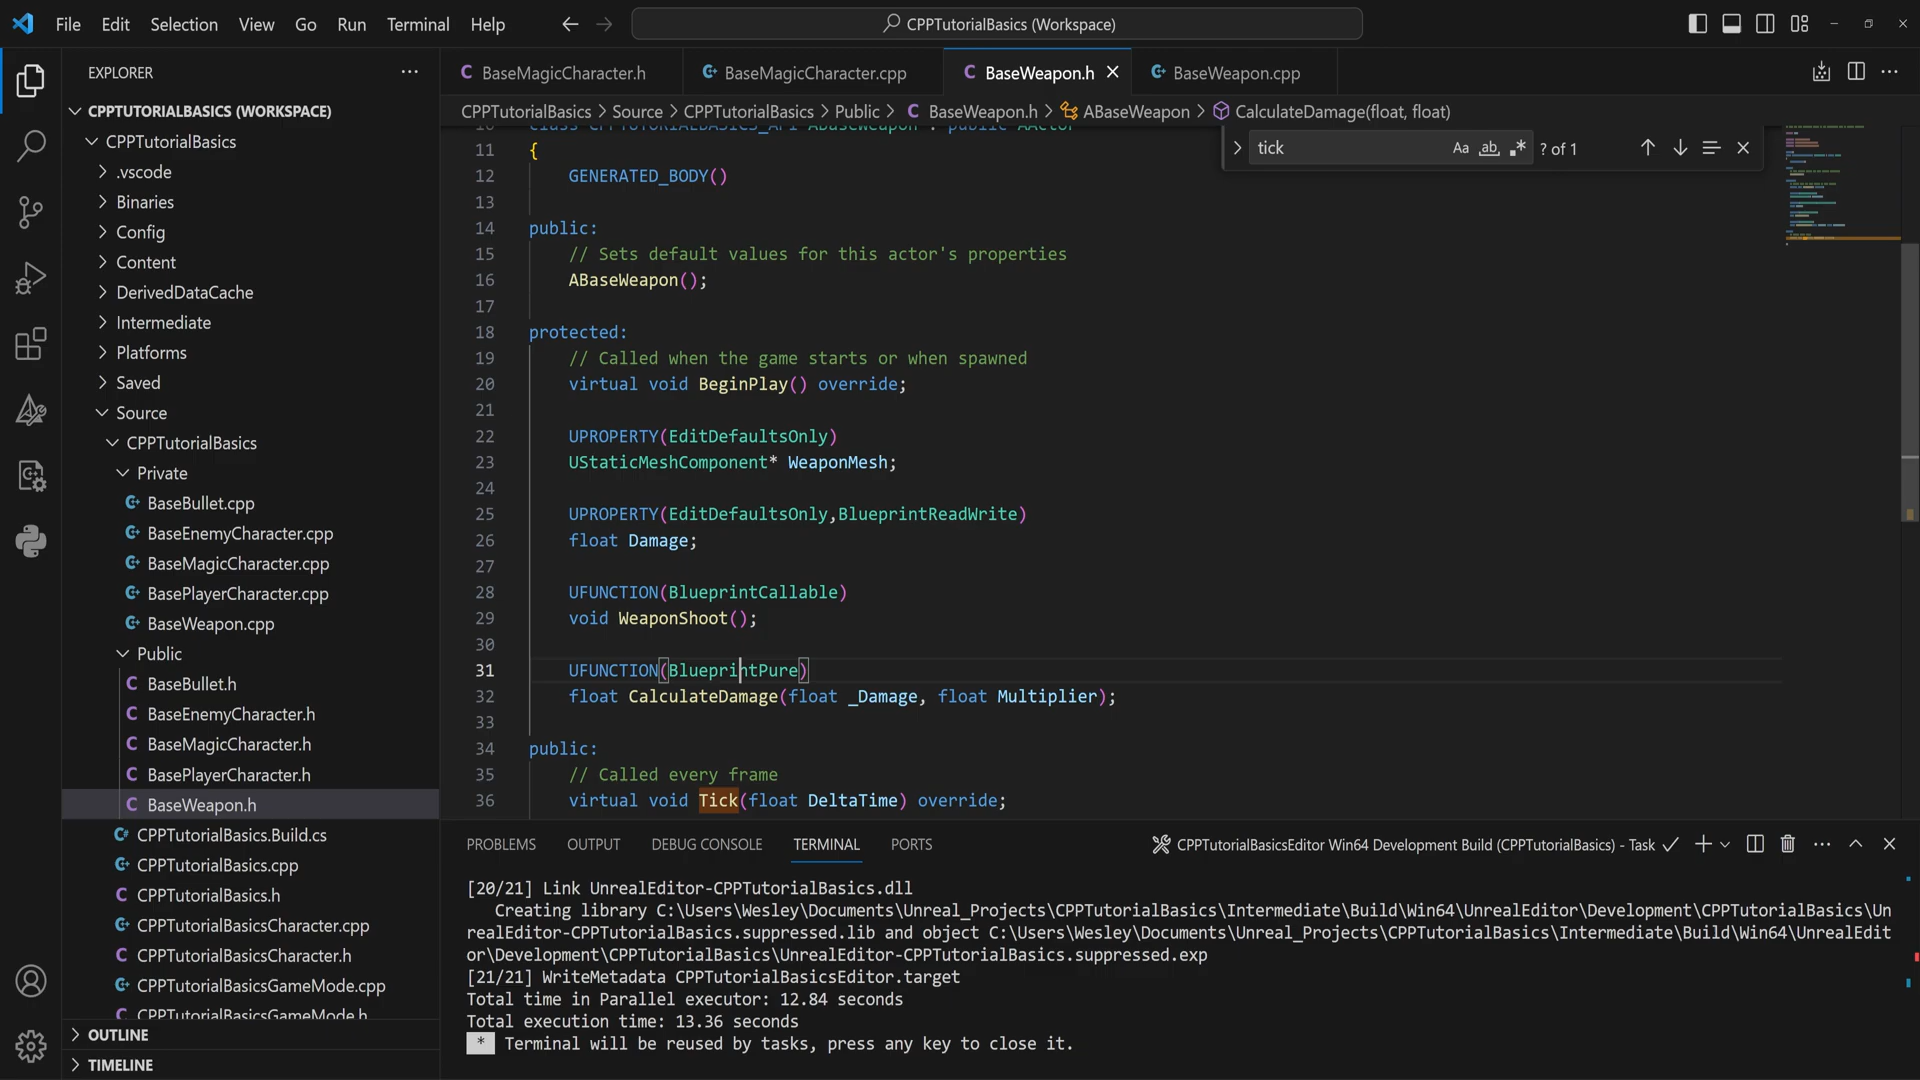 File Edit Selection View Go Run Terminal Help
CPPTutorialBasics (Workspace)
EXPLORER
CPPTUTORIALBASICS (WORKSPACE)
CPPTutorialBasics
.vscode
Binaries
Config
Content
DerivedDataCache
Intermediate
Platforms
Saved
Source
CPPTutorialBasics
Private
BaseBullet.cpp
BaseEnemyCharacter.cpp
BaseMagicCharacter.cpp
BasePlayerCharacter.cpp
BaseWeapon.cpp
Public
BaseBullet.h
BaseEnemyCharacter.h
BaseMagicCharacter.h
BasePlayerCharacter.h
BaseWeapon.h
CPPTutorialBasics.Build.cs
CPPTutorialBasics.cpp
CPPTutorialBasics.h
CPPTutorialBasicsCharacter.cpp
CPPTutorialBasicsCharacter.h
CPPTutorialBasicsGameMode.cpp
CPPTutorialBasicsGameMode.h
OUTLINE
TIMELINE
BaseMagicCharacter.h BaseMagicCharacter.cpp BaseWeapon.h BaseWeapon.cpp
CPPTutorialBasics > Source > CPPTutorialBasics > Public > BaseWeapon.h > ABaseWeapon > CalculateDamage(float, float)
tick Aa ab ? of 1
10 class CPPTUTORIALBASICS_API ABaseWeapon : public AActor
11 {
12 GENERATED_BODY()
13
14 public:
15 // Sets default values for this actor's properties
16 ABaseWeapon();
17
18 protected:
19 // Called when the game starts or when spawned
20 virtual void BeginPlay() override;
21
22 UPROPERTY(EditDefaultsOnly)
23 UStaticMeshComponent* WeaponMesh;
24
25 UPROPERTY(EditDefaultsOnly,BlueprintReadWrite)
26 float Damage;
27
28 UFUNCTION(BlueprintCallable)
29 void WeaponShoot();
30
31 UFUNCTION(BlueprintPure)
32 float CalculateDamage(float _Damage, float Multiplier);
33
34 public:
35 // Called every frame
36 virtual void Tick(float DeltaTime) override;
PROBLEMS OUTPUT DEBUG CONSOLE TERMINAL PORTS
CPPTutorialBasicsEditor Win64 Development Build (CPPTutorialBasics) - Task
[20/21] Link UnrealEditor-CPPTutorialBasics.dll
Creating library C:\Users\Wesley\Documents\Unreal_Projects\CPPTutorialBasics\Intermediate\Build\Win64\UnrealEditor\Development\CPPTutorialBasics\Un
realEditor-CPPTutorialBasics.suppressed.lib and object C:\Users\Wesley\Documents\Unreal_Projects\CPPTutorialBasics\Intermediate\Build\Win64\UnrealEdit
or\Development\CPPTutorialBasics\UnrealEditor-CPPTutorialBasics.suppressed.exp
[21/21] WriteMetadata CPPTutorialBasicsEditor.target
Total time in Parallel executor: 12.84 seconds
Total execution time: 13.36 seconds
* Terminal will be reused by tasks, press any key to close it.